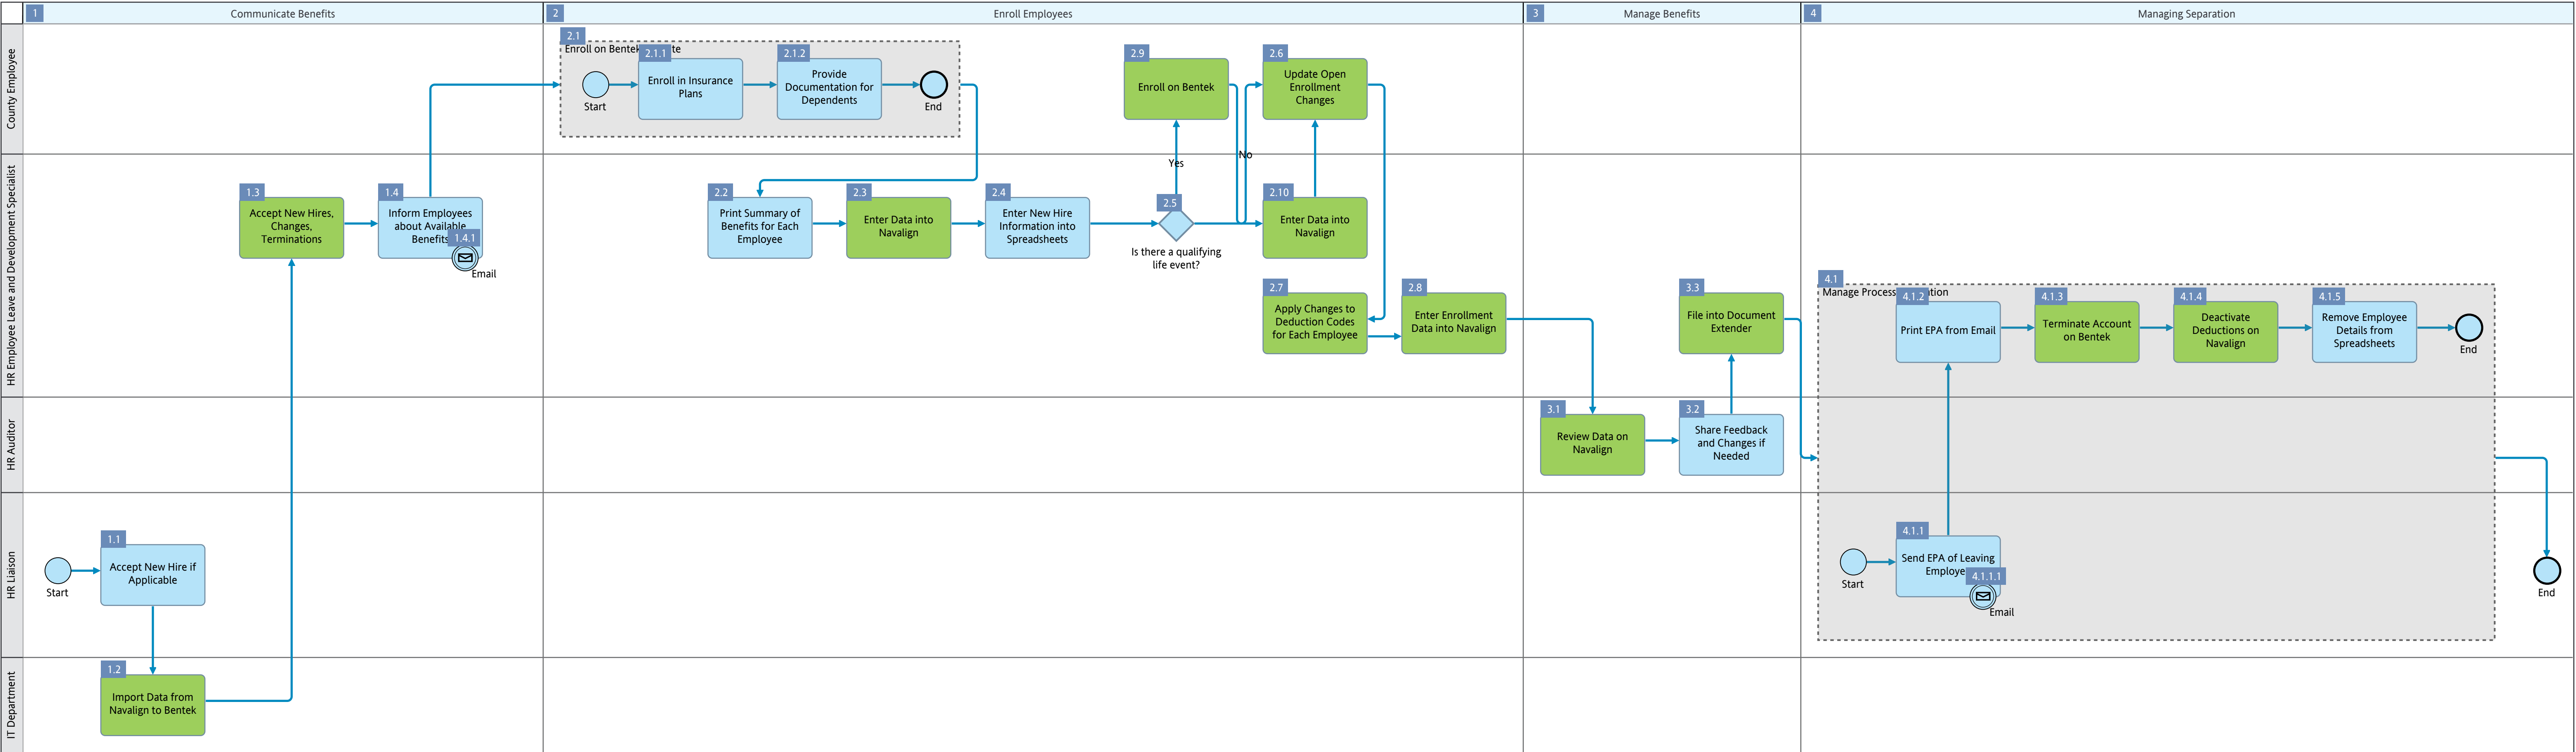 1
Communicate Benefits
2
Enroll Employees
3
Manage Benefits
4
Managing Separation
County Employee
2.1
Enroll on Bentek
te
Start
2.1.1
Enroll in Insurance
Plans
2.1.2
Provide
Documentation for
Dependents
End
2.9
Enroll on Bentek
2.6
Update Open
Enrollment
Changes
HR Employee Leave and Development Specialist
1.3
Accept New Hires,
Changes,
Terminations
1.4
Inform Employees
about Available
Benefits
1.4.1
Email
2.2
Print Summary of
Benefits for Each
Employee
2.3
Enter Data into
Navalign
2.4
Enter New Hire
Information into
Spreadsheets
2.5
Is there a qualifying
life event?
Yes
No
2.10
Enter Data into
Navalign
2.7
Apply Changes to
Deduction Codes
for Each Employee
2.8
Enter Enrollment
Data into Navalign
3.3
File into Document
Extender
4.1
Manage Process
ation
4.1.2
Print EPA from Email
4.1.3
Terminate Account
on Bentek
4.1.4
Deactivate
Deductions on
Navalign
4.1.5
Remove Employee
Details from
Spreadsheets
End
HR Auditor
3.1
Review Data on
Navalign
3.2
Share Feedback
and Changes if
Needed
HR Liaison
Start
1.1
Accept New Hire if
Applicable
Start
4.1.1
Send EPA of Leaving
Employe
4.1.1.1
Email
End
IT Department
1.2
Import Data from
Navalign to Bentek